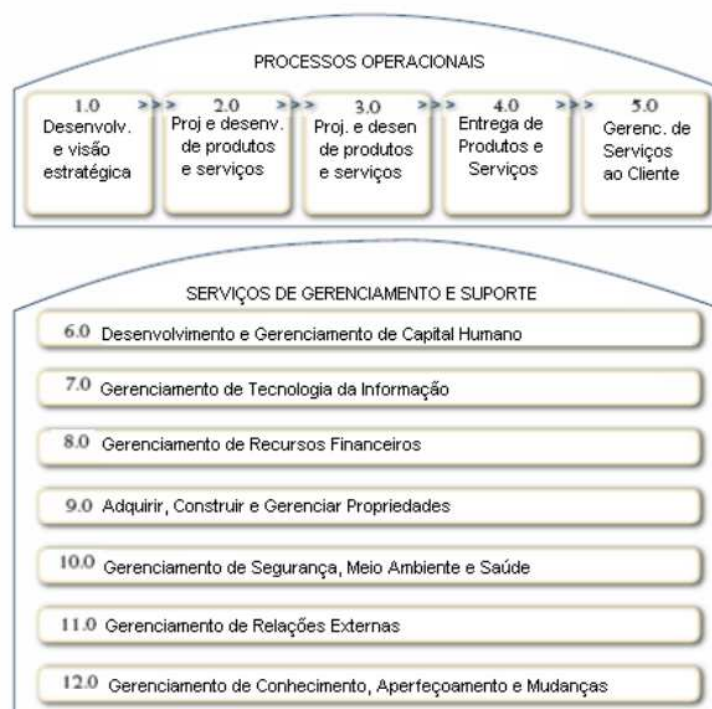 PROCESSOS OPERACIONAIS
1.0 >>> 2.0 >>> 3.0 >>> 4.0 >>> 5.0
Desenvolv.
e visão
estratégica
Proj e desenv.
de produtos
e serviços
Proj. e desen
de produtos
e serviços
Entrega de
Produtos e
Serviços
Gerenc. de
Serviços
ao Cliente
SERVIÇOS DE GERENCIAMENTO E SUPORTE
6.0 Desenvolvimento e Gerenciamento de Capital Humano
7.0 Gerenciamento de Tecnologia da Informação
8.0 Gerenciamento de Recursos Financeiros
9.0 Adquirir, Construir e Gerenciar Propriedades
10.0 Gerenciamento de Segurança, Meio Ambiente e Saúde
11.0 Gerenciamento de Relações Externas
12.0 Gerenciamento de Conhecimento, Aperfeçoamento e Mudanças